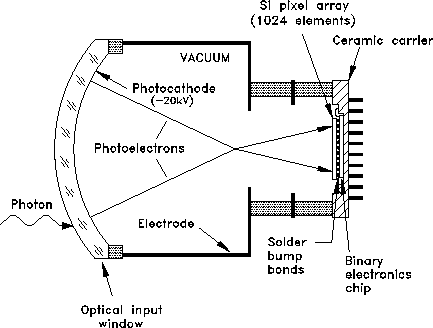 Si pixel array
(1024 elements)
Ceramic carrier
VACUUM
Photocathode
(-20kV)
Photoelectrons
Photon
Electrode
Solder
bump
bonds
Binary
electronics
chip
Optical input
window